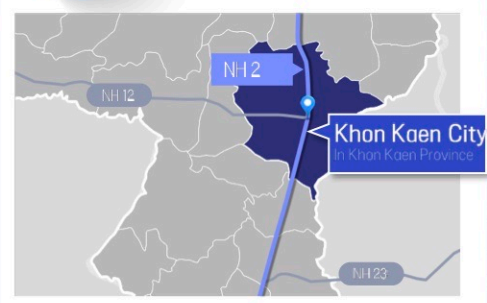 NH 2
NH 12
Khon Kaen City
In Khon Kaen Province
NH 23